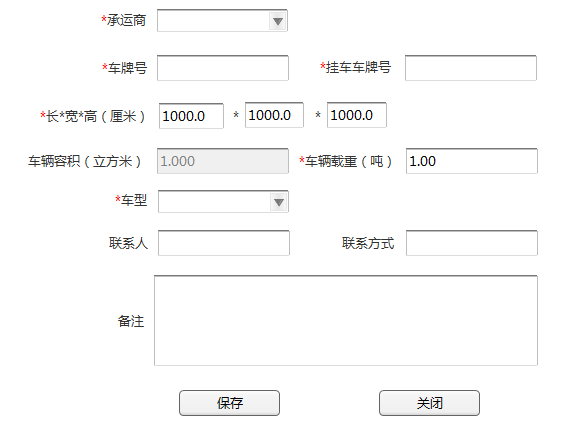 *承运商
*车牌号 *挂车车牌号
*长*宽*高（厘米） 1000.0 * 1000.0 * 1000.0
车辆容积（立方米） 1.000 *车辆载重（吨） 1.00
*车型
联系人 联系方式
备注
保存 关闭